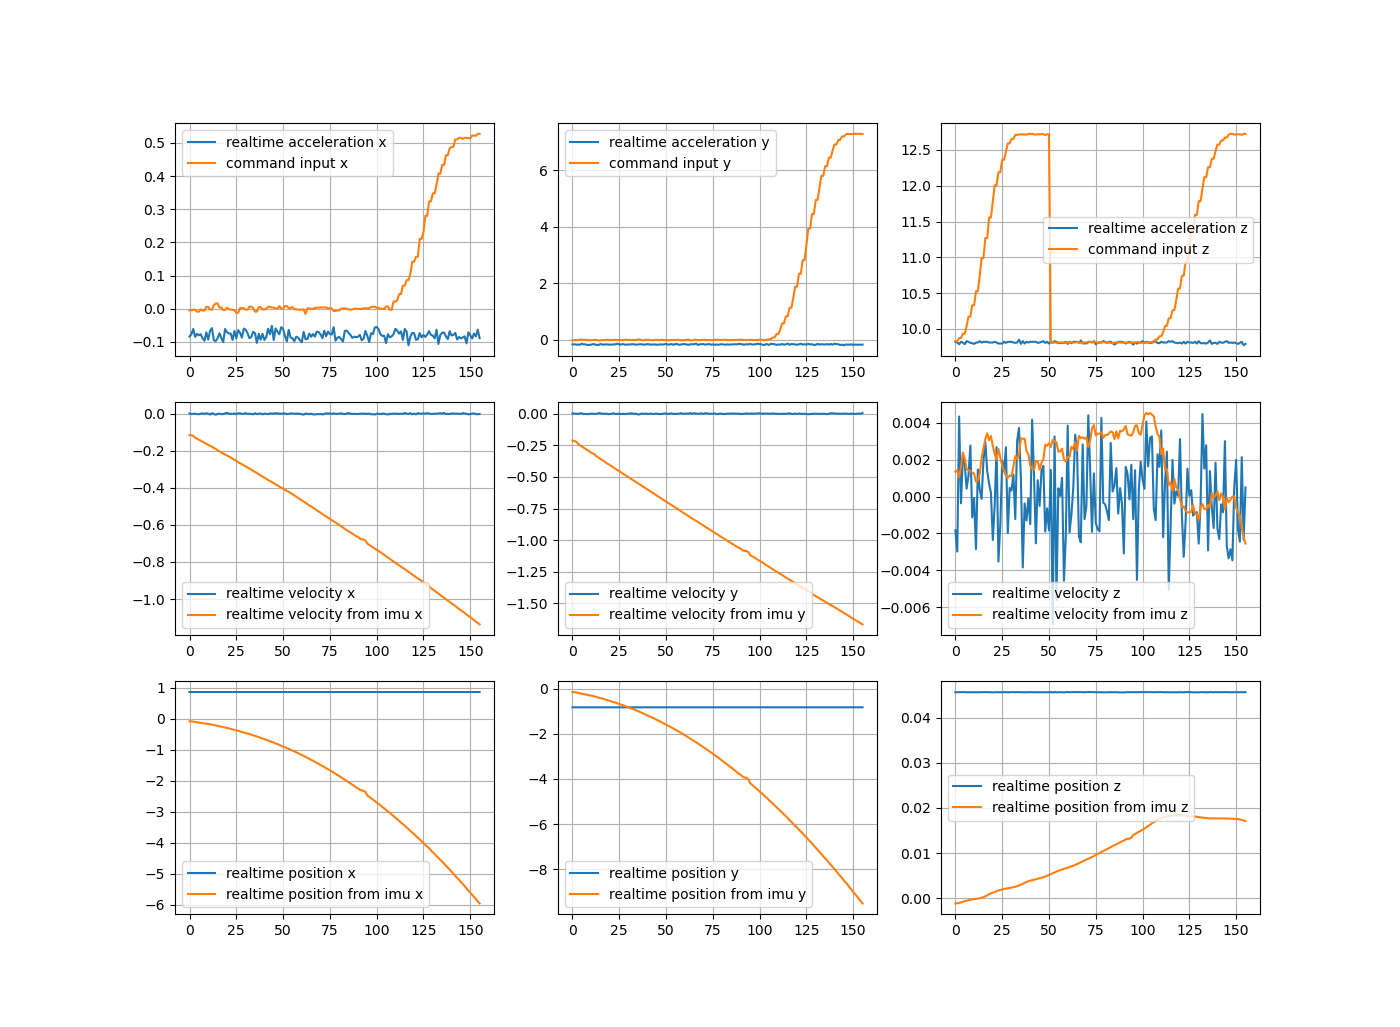 realtime acceleration x
command input x
0.5
0.4
0.3
0.2
0.1
0.0
−0.1
0 25 50 75 100 125 150
realtime acceleration y
command input y
6
4
2
0
0 25 50 75 100 125 150
realtime acceleration z
command input z
12.5
12.0
11.5
11.0
10.5
10.0
0 25 50 75 100 125 150
0.0
−0.2
−0.4
−0.6
−0.8
−1.0
realtime velocity x
realtime velocity from imu x
0 25 50 75 100 125 150
0.00
−0.25
−0.50
−0.75
−1.00
−1.25
−1.50
realtime velocity y
realtime velocity from imu y
0 25 50 75 100 125 150
0.004
0.002
0.000
−0.002
−0.004
−0.006
realtime velocity z
realtime velocity from imu z
0 25 50 75 100 125 150
1
0
−1
−2
−3
−4
−5
−6
realtime position x
realtime position from imu x
0 25 50 75 100 125 150
0
−2
−4
−6
−8
realtime position y
realtime position from imu y
0 25 50 75 100 125 150
0.04
0.03
0.02
0.01
0.00
realtime position z
realtime position from imu z
0 25 50 75 100 125 150